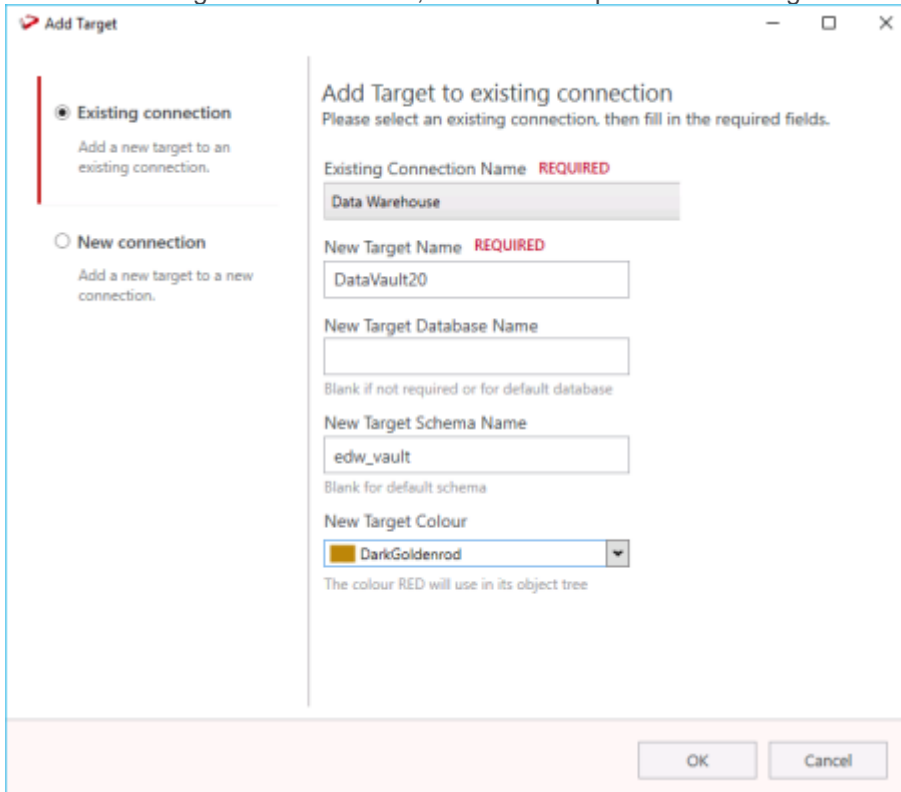 Add Target
Existing connection
Add a new target to an
existing connection.
New connection
Add a new target to a new
connection.
Add Target to existing connection
Please select an existing connection, then fill in the required fields.
Existing Connection Name REQUIRED
Data Warehouse
New Target Name REQUIRED
DataVault20
New Target Database Name
Blank if not required or for default database
New Target Schema Name
edw_vault
Blank for default schema
New Target Colour
DarkGoldenrod
The colour RED will use in its object tree
OK Cancel